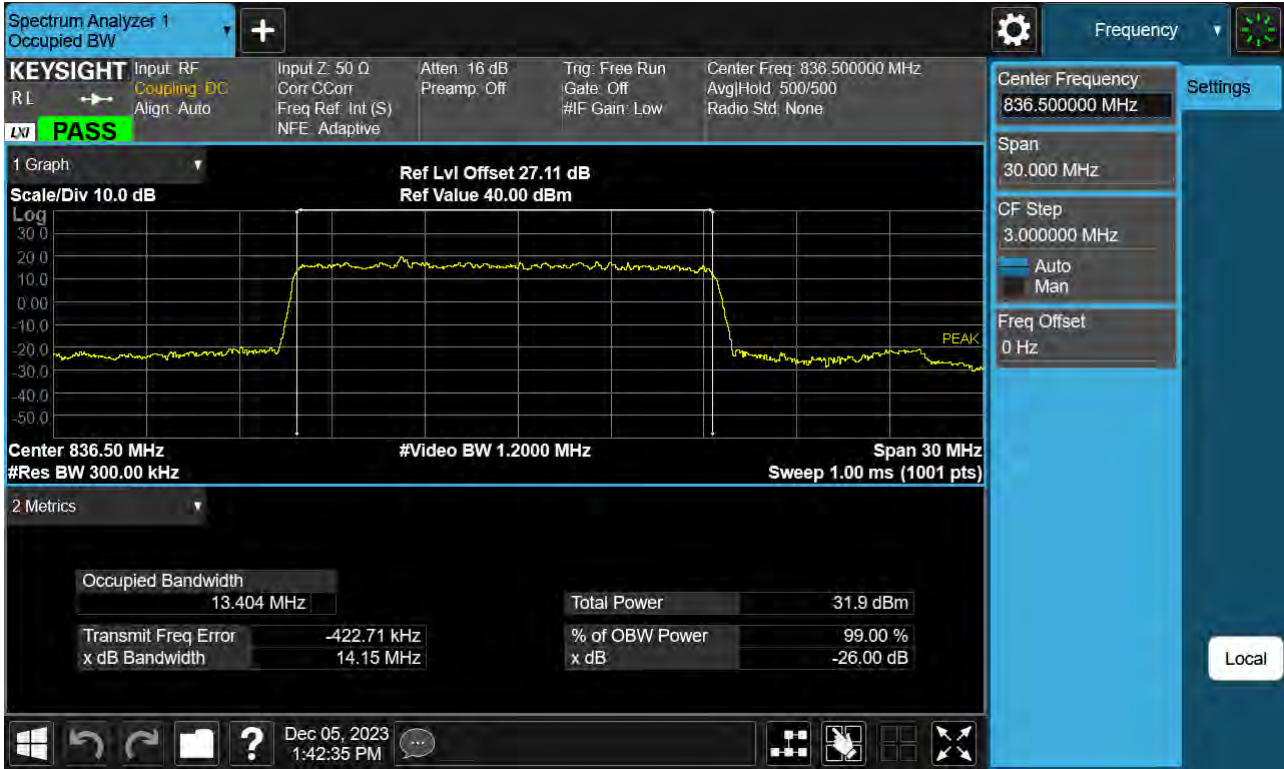 Spectrum Analyzer 1
Occupied BW
Frequency
KEYSIGHT
RL
LXI
PASS
Input: RF
Coupling: DC
Align: Auto
Input Z: 50 Ω
Corr CCorr
Freq Ref: Int (S)
NFE: Adaptive
Atten: 16 dB
Preamp: Off
Trig: Free Run
Gate: Off
#IF Gain: Low
Center Freq: 836.500000 MHz
Avg|Hold: 500/500
Radio Std: None
1 Graph
Scale/Div 10.0 dB
Ref Lvl Offset 27.11 dB
Ref Value 40.00 dBm
Log
30.0
20.0
10.0
0.00
-10.0
-20.0
-30.0
-40.0
-50.0
PEAK
Center 836.50 MHz
#Video BW 1.2000 MHz
Span 30 MHz
#Res BW 300.00 kHz
Sweep 1.00 ms (1001 pts)
2 Metrics
Occupied Bandwidth
13.404 MHz
Transmit Freq Error -422.71 kHz
x dB Bandwidth 14.15 MHz
Total Power 31.9 dBm
% of OBW Power 99.00 %
x dB -26.00 dB
Center Frequency
836.500000 MHz
Span
30.000 MHz
CF Step
3.000000 MHz
Auto
Man
Freq Offset
0 Hz
Settings
Local
?
Dec 05, 2023
1:42:35 PM